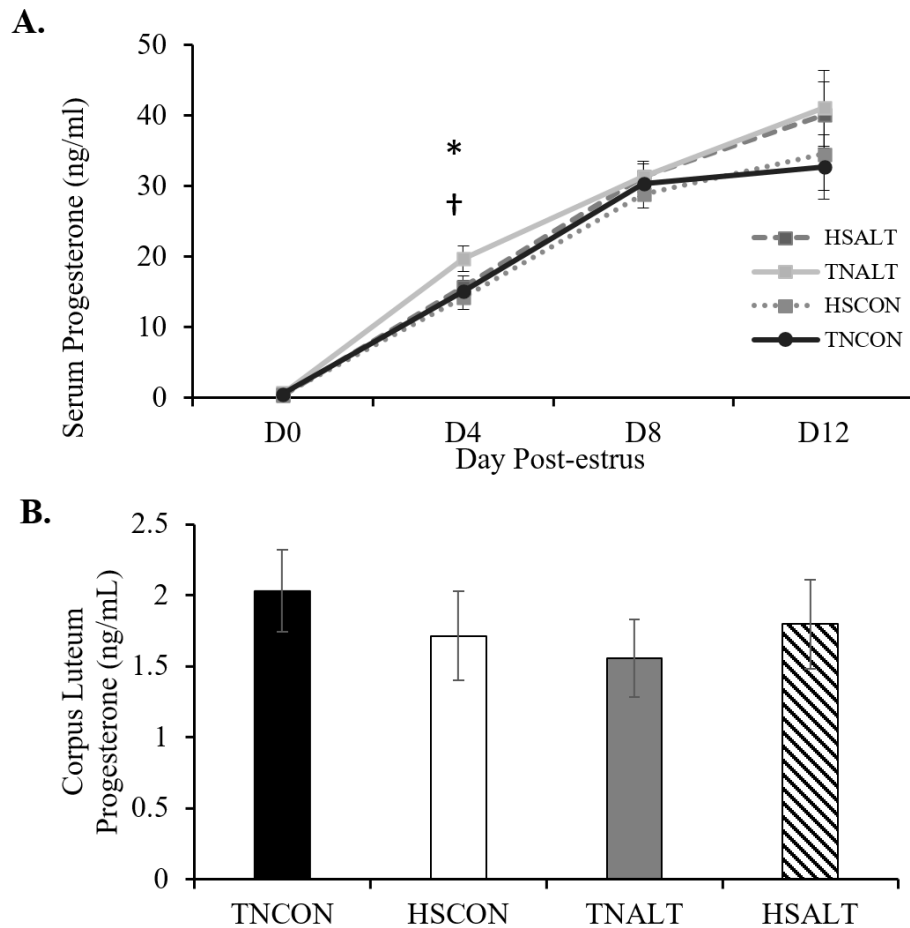 A.
50
40
30
20
10
0
Serum Progesterone (ng/ml)
*
†
HSALT
TNALT
HSCON
TNCON
D0 D4 D8 D12
Day Post-estrus
B.
2.5
2
1.5
1
0.5
0
Corpus Luteum
Progesterone (ng/mL)
TNCON HSCON TNALT HSALT